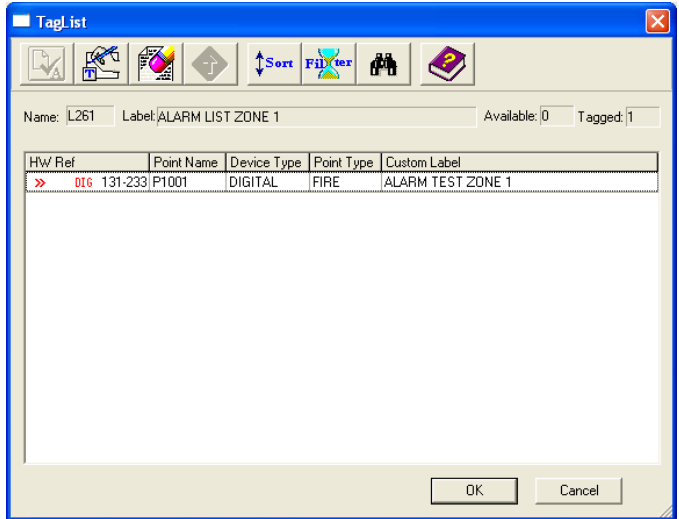 TagList
Sort Filter
Name: L261 Label: ALARM LIST ZONE 1 Available: 0 Tagged: 1
HW Ref Point Name Device Type Point Type Custom Label
» DIG 131-233 P1001 DIGITAL FIRE ALARM TEST ZONE 1
OK Cancel